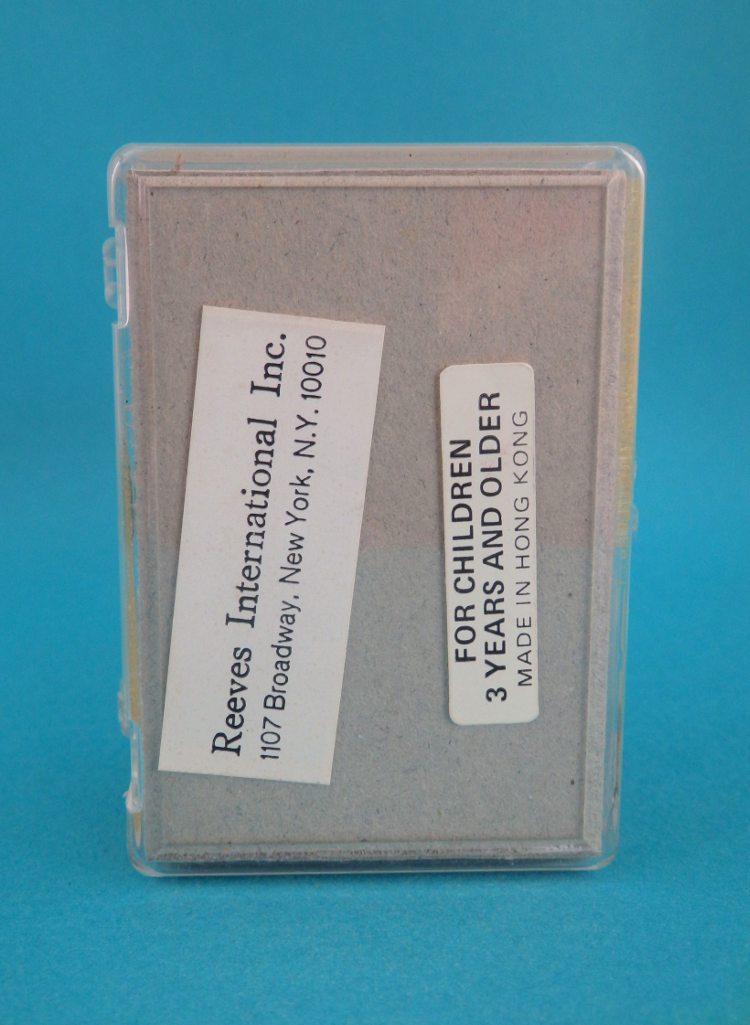 Reeves International Inc.
1107 Broadway, New York, N.Y. 10010
FOR CHILDREN
3 YEARS AND OLDER
MADE IN HONG KONG